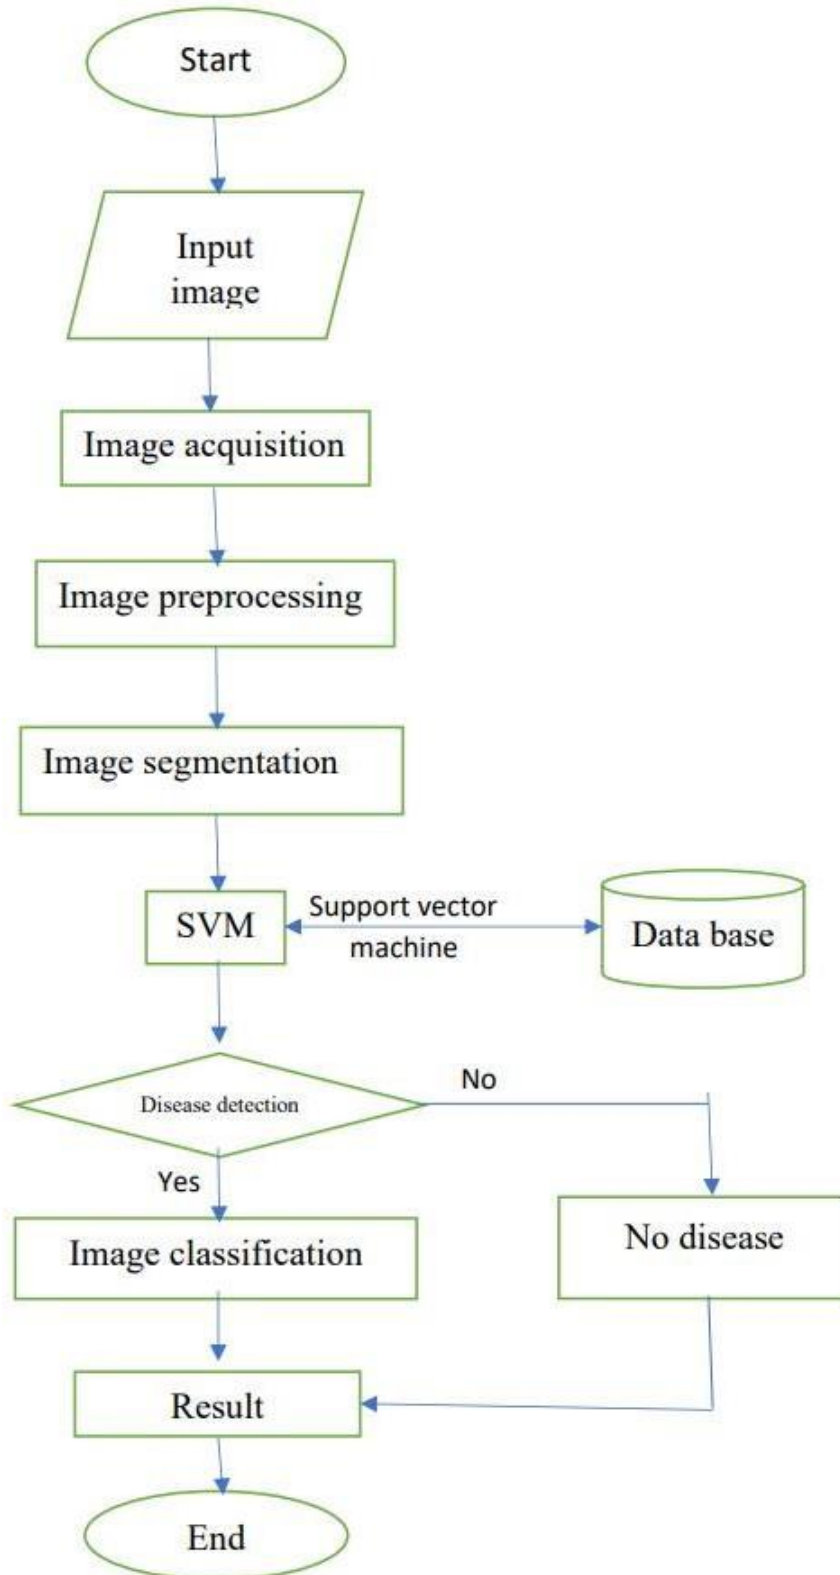 Start
Input
image
Image acquisition
Image preprocessing
Image segmentation
SVM
Support vector
machine
Data base
Disease detection
No
Yes
Image classification
No disease
Result
End